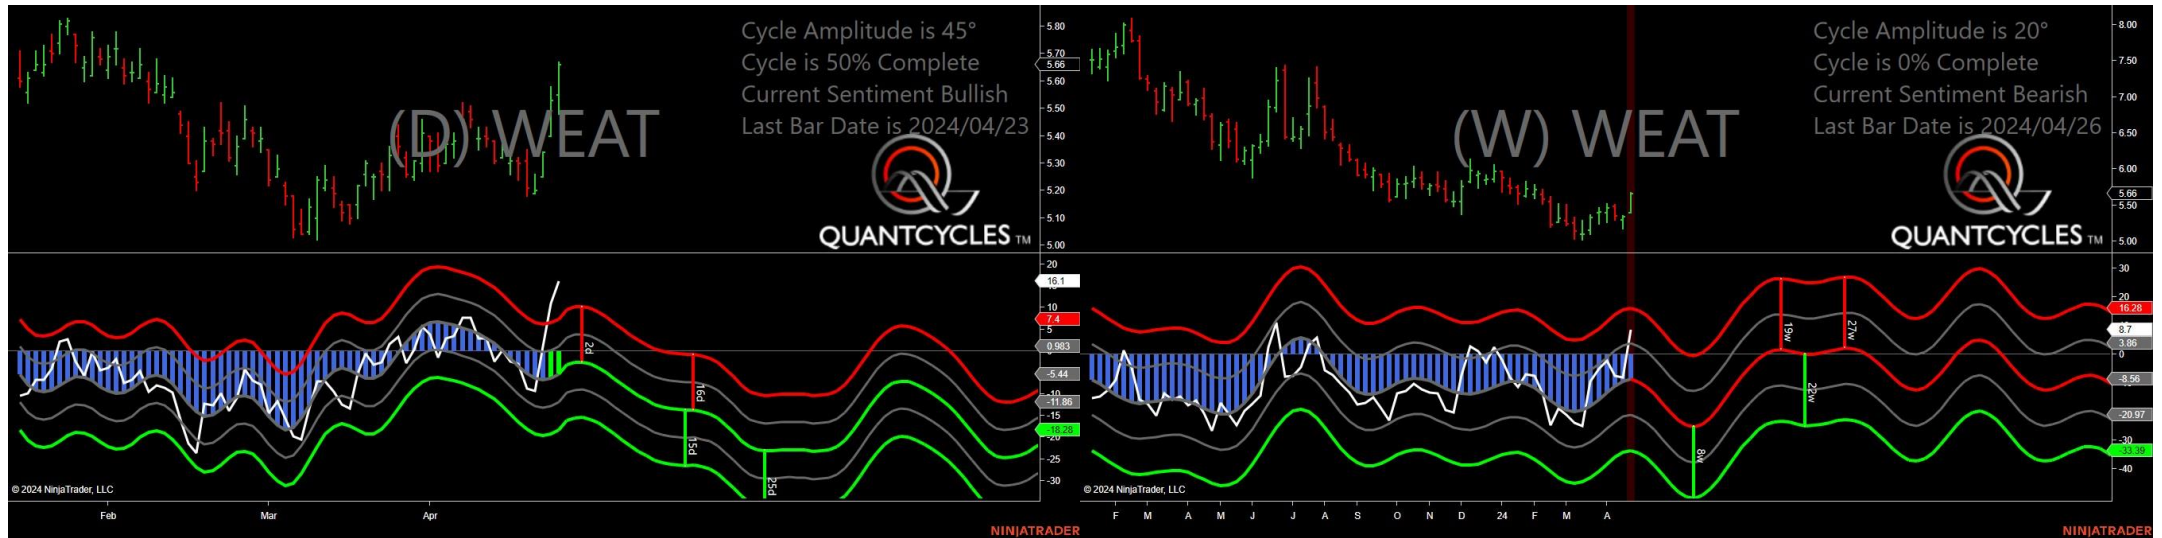 Cycle Amplitude is 45°
Cycle is 50% Complete
Current Sentiment Bullish
Last Bar Date is 2024/04/23
(D) WEAT
QUANTCYCLES TM
5.80
5.70
5.66
5.60
5.50
5.40
5.30
5.20
5.10
5.00
20
16.1
10
7.4
5
0.983
-5.44
-10
-11.86
-15
-18.28
-20
-25
-30
2d
16d
15d
25d
© 2024 NinjaTrader, LLC
Feb Mar Apr
NINJATRADER
Cycle Amplitude is 20°
Cycle is 0% Complete
Current Sentiment Bearish
Last Bar Date is 2024/04/26
(W) WEAT
QUANTCYCLES TM
8.00
7.50
7.00
6.50
6.00
5.66
5.50
5.00
30
20
16.28
8.7
3.86
0
-8.56
-20.97
-30
-33.39
-40
19w
27w
22w
8w
© 2024 NinjaTrader, LLC
F M A M J J A S O N D 24 F M A
NINJATRADER